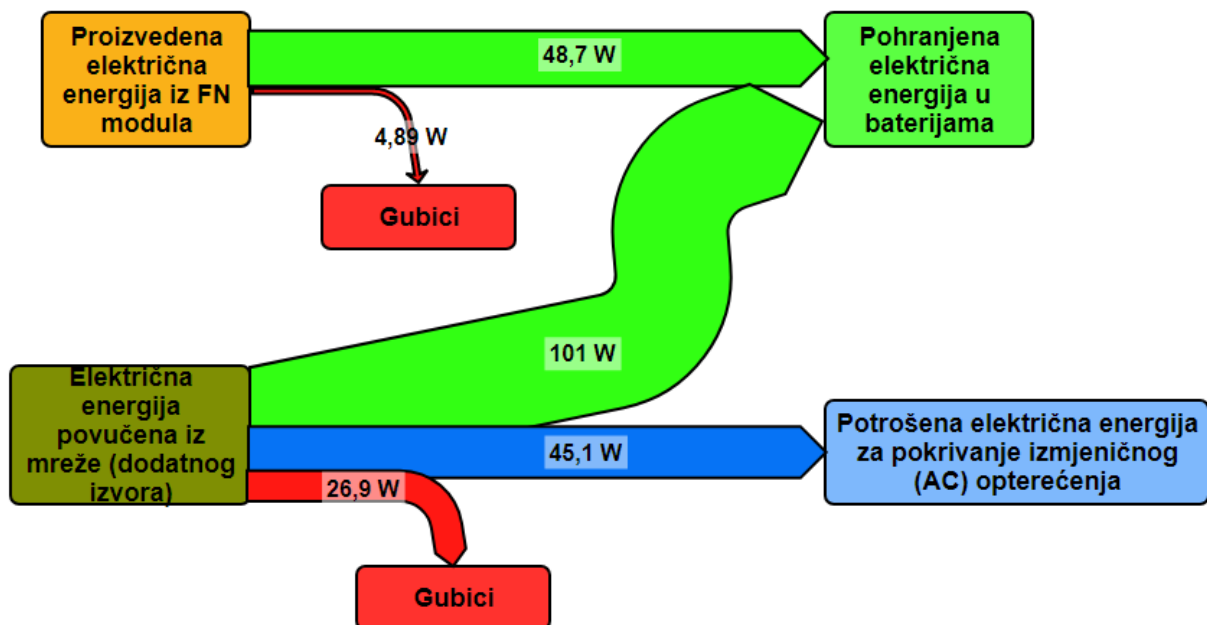 Proizvedena
električna
energija iz FN
modula
48,7 W
Pohranjena
električna
energija u
baterijama
4,89 W
Gubici
101 W
Električna
energija
povučena iz
mreže (dodatnog
izvora)
45,1 W
Potrošena električna energija
za pokrivanje izmjeničnog
(AC) opterećenja
26,9 W
Gubici